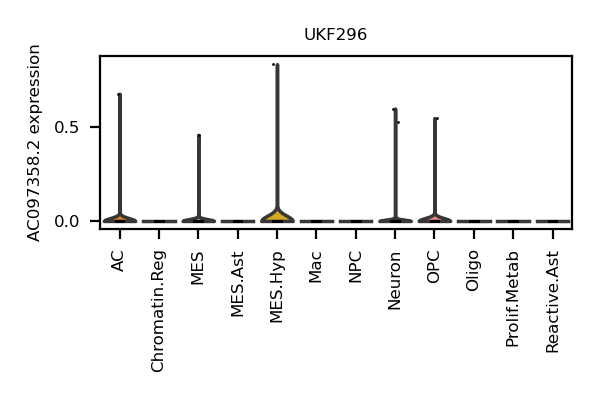 UKF296
AC097358.2 expression
0.5
0.0
AC
Chromatin.Reg
MES
MES.Ast
MES.Hyp
Mac
NPC
Neuron
OPC
Oligo
Prolif.Metab
Reactive.Ast